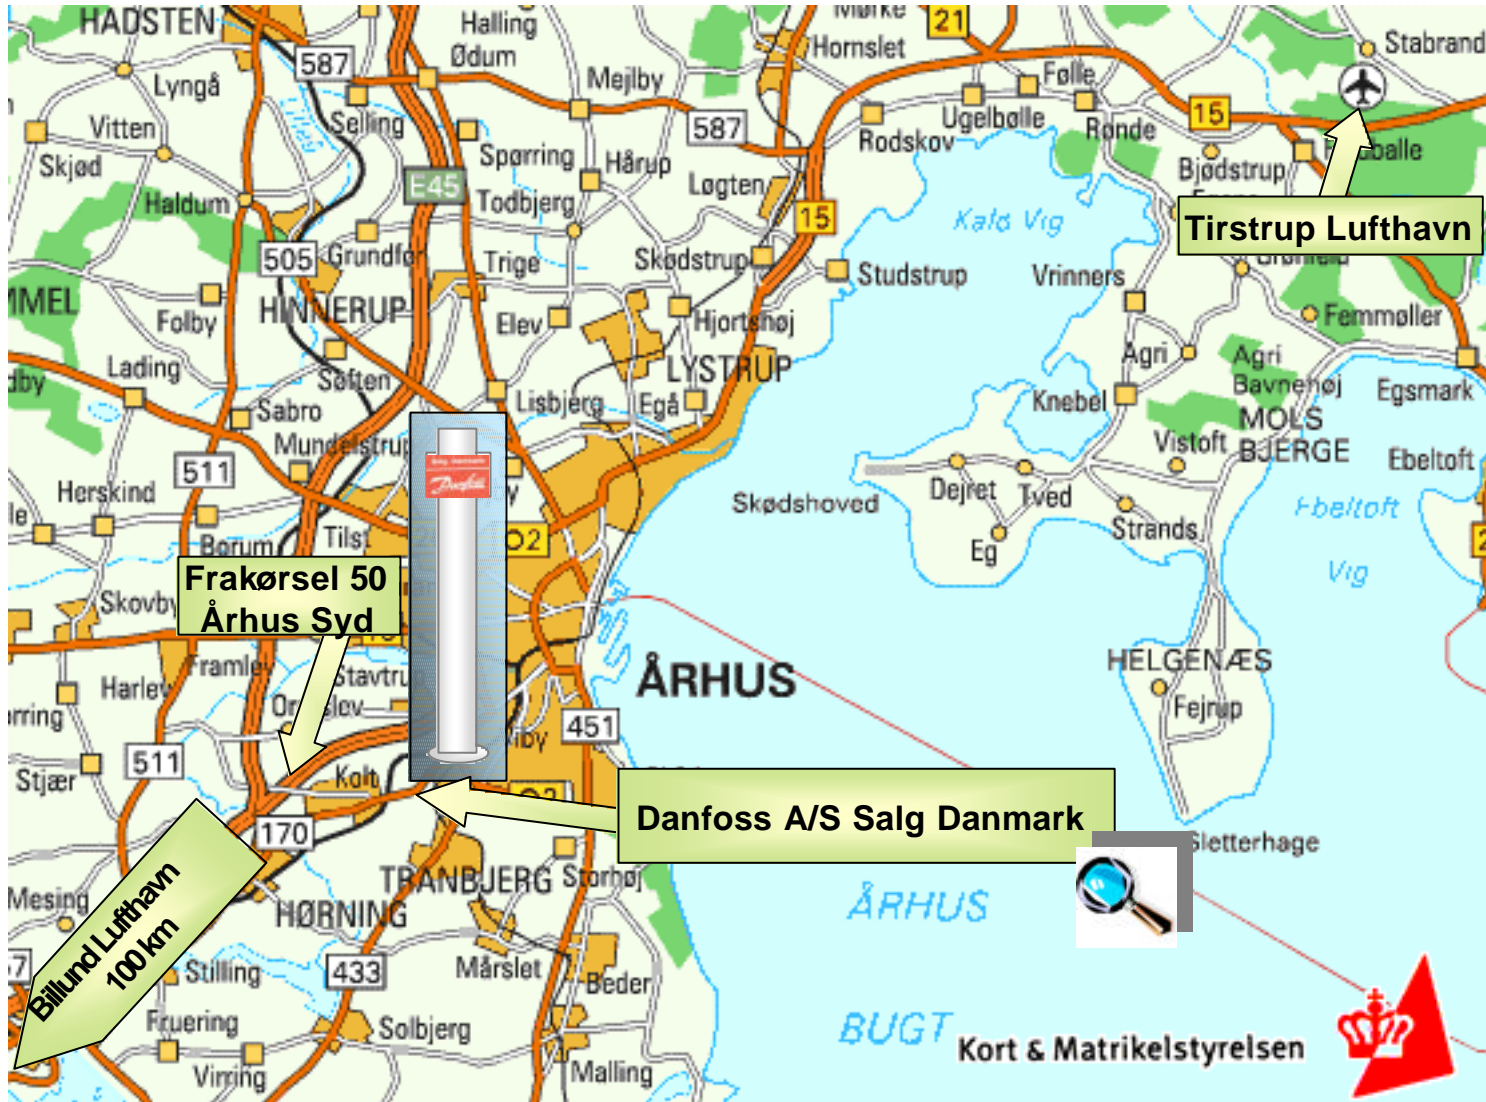 HADSTEN
Halling
Ødum
Mørke
21
Hornslet
Stabrand
587
Lyngå
Mejlby
Følle
Vitten
Selling
587
Ugelbølle
Rønde
15
Skjød
Spørring
Hårup
Rodskov
Bjødstrup
E45
Løgten
Haldum
Todbjerg
15
Kalø Vig
Tirstrup Lufthavn
505
Trige
Skødstrup
Studstrup
Vrinners
Folby
HINNERUP
Elev
Hjortshøj
Femmøller
Lading
Søften
LYSTRUP
Agri
Agri
Bavnehøj
Egsmark
Sabro
Lisbjerg
Egå
Knebel
MOLS
BJERGE
Vistoft
Ebeltoft
511
Herskind
Skødshoved
Dejret
Tved
Strands
Ebeltoft
Vig
Borum
Tilst
O2
Eg
Danfoss
Frakørsel 50
Århus Syd
Skovby
Harlev
Framlev
ÅRHUS
HELGENÆS
Fejrup
451
511
Stjær
Kolt
Danfoss A/S Salg Danmark
170
Sletterhage
TRANBJERG
Storhøj
Mesing
HØRNING
ÅRHUS
BUGT
Billund Lufthavn
100 km
Stilling
433
Mårslet
Beder
Fruering
Solbjerg
Virring
Malling
Kort & Matrikelstyrelsen